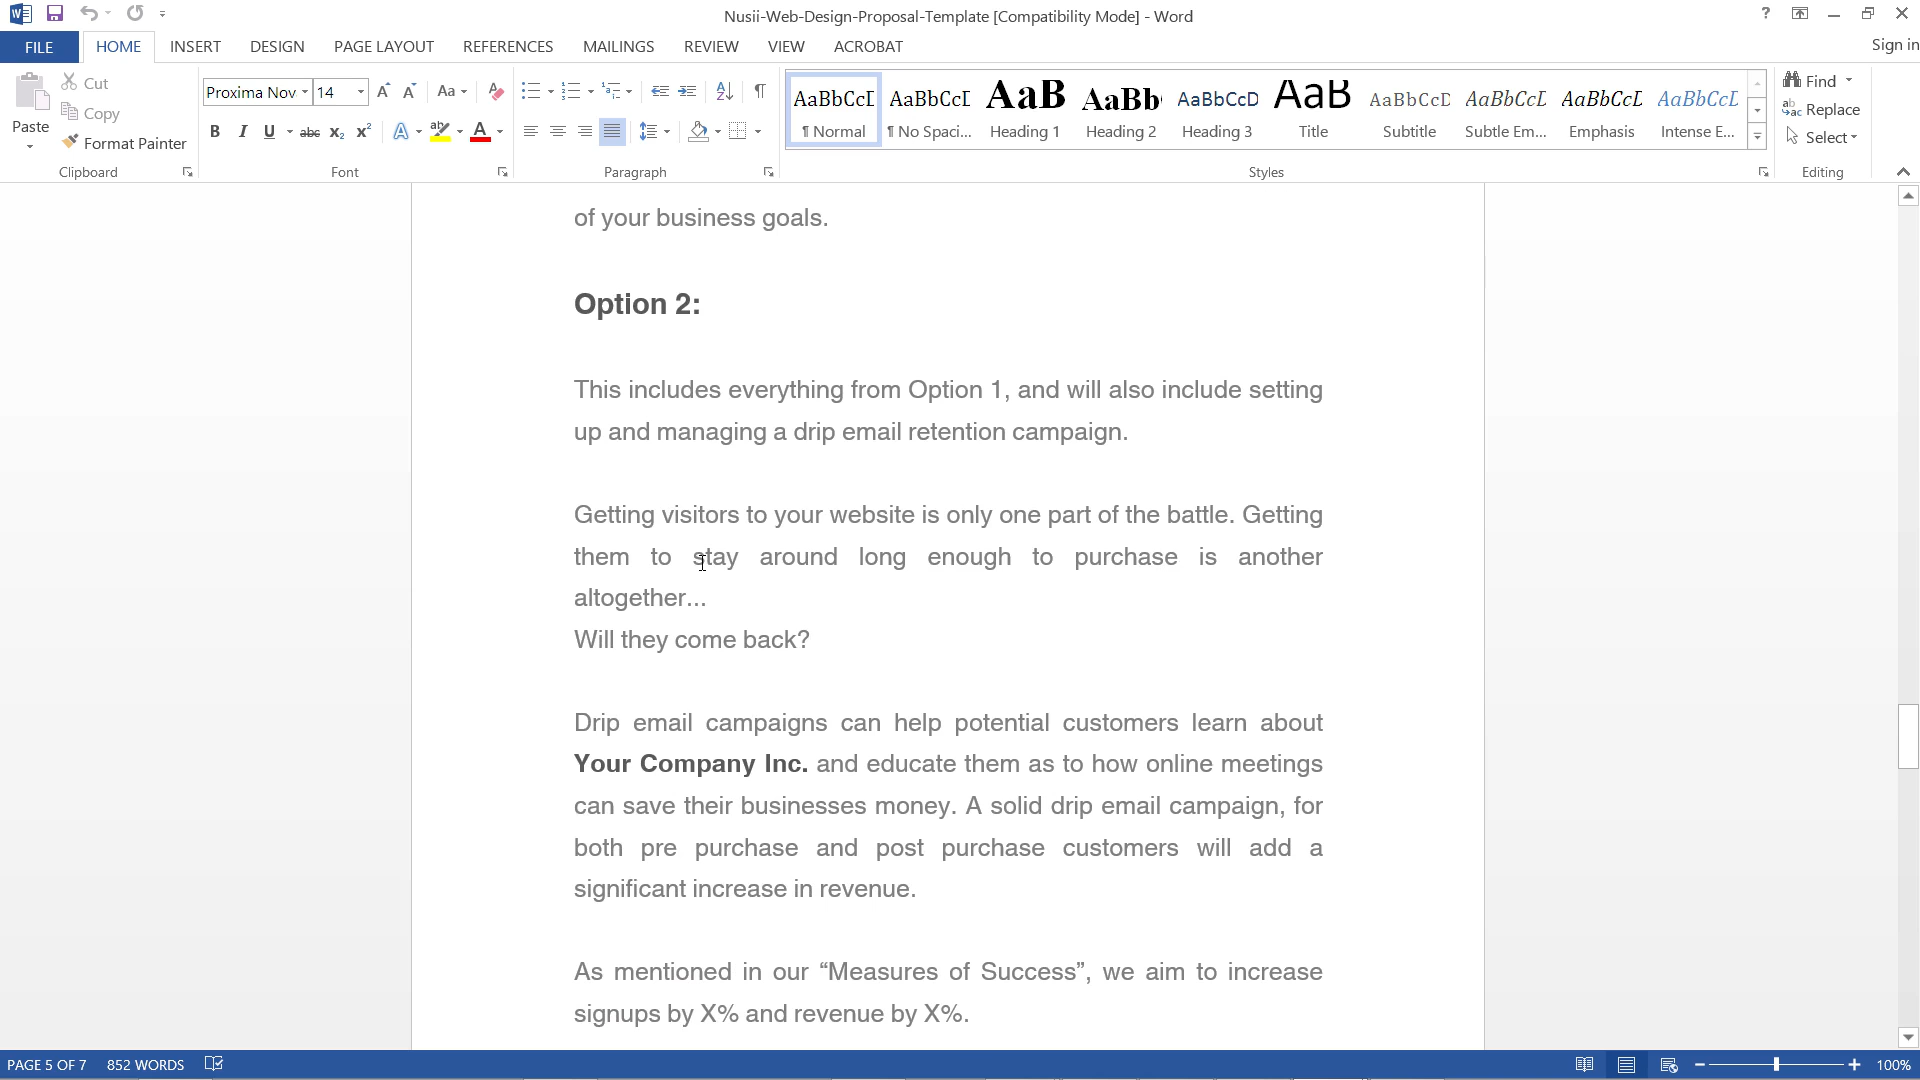 Nusii-Web-Design-Proposal-Template [Compatibility Mode] - Word
?
FILE HOME INSERT DESIGN PAGE LAYOUT REFERENCES MAILINGS REVIEW VIEW ACROBAT Sign in
Paste
Cut
Copy
Format Painter
Clipboard
Proxima Nov 14
Aa
B I U abc X₂ X² A ab A
Font
Paragraph
AaBbCcI AaBbCcI AaB AaBb AaBbCcD AaB AaBbCcD AaBbCcL AaBbCcL AaBbCcL
¶ Normal ¶ No Spaci... Heading 1 Heading 2 Heading 3 Title Subtitle Subtle Em... Emphasis Intense E...
Styles
Find
Replace
Select
Editing
of your business goals.
Option 2:
This includes everything from Option 1, and will also include setting
up and managing a drip email retention campaign.
Getting visitors to your website is only one part of the battle. Getting
them to stay around long enough to purchase is another
altogether...
Will they come back?
Drip email campaigns can help potential customers learn about
Your Company Inc. and educate them as to how online meetings
can save their businesses money. A solid drip email campaign, for
both pre purchase and post purchase customers will add a
significant increase in revenue.
As mentioned in our “Measures of Success”, we aim to increase
signups by X% and revenue by X%.
PAGE 5 OF 7 852 WORDS 100%